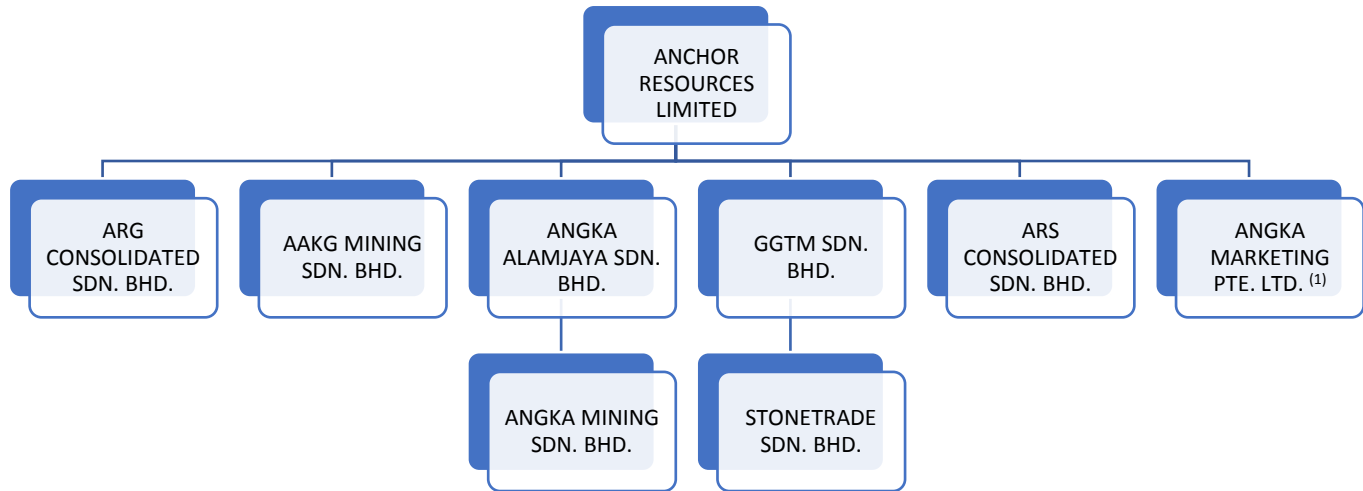 ANCHOR
RESOURCES
LIMITED
ARG
CONSOLIDATED
SDN. BHD.
AAKG MINING
SDN. BHD.
ANGKA
ALAMJAYA SDN.
BHD.
GGTM SDN.
BHD.
ARS
CONSOLIDATED
SDN. BHD.
ANGKA
MARKETING
PTE. LTD. (1)
ANGKA MINING
SDN. BHD.
STONETRADE
SDN. BHD.